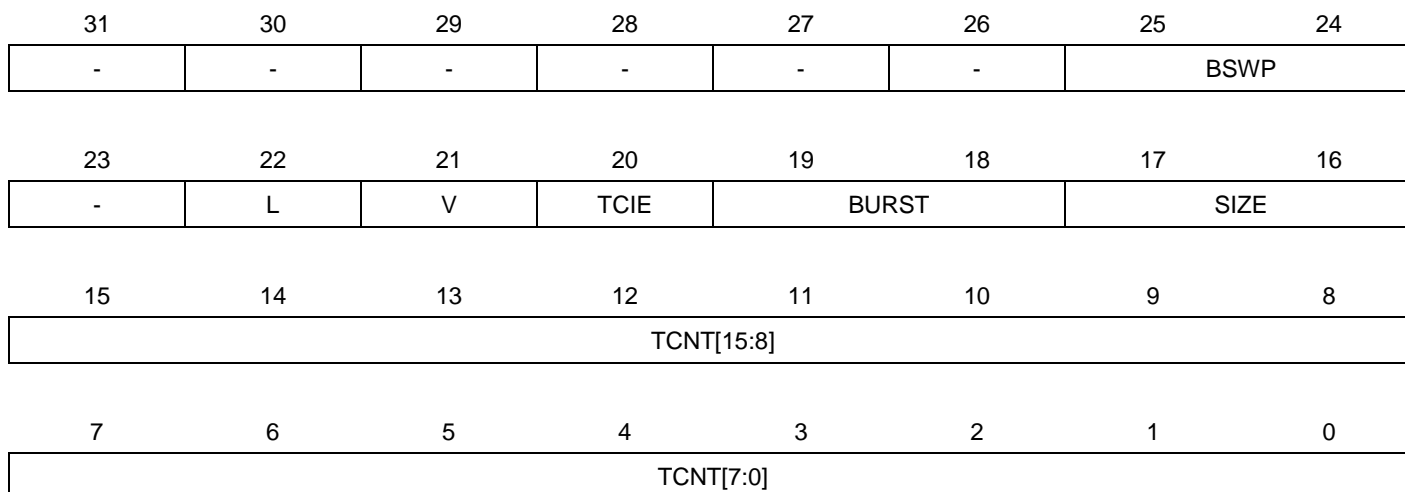 31 30 29 28 27 26 25 24
- - - - - - BSWP
23 22 21 20 19 18 17 16
- L V TCIE BURST SIZE
15 14 13 12 11 10 9 8
TCNT[15:8]
7 6 5 4 3 2 1 0
TCNT[7:0]